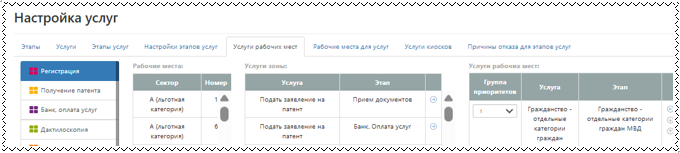 Настройка услуг
Этапы Услуги Этапы услуг Настройки этапов услуг Услуги рабочих мест Рабочие места для услуг Услуги киосков Причины отказа для этапов услуг
Регистрация
Получение патента
Банк. оплата услуг
Дактилоскопия
Рабочие места:
Сектор Номер
А (льготная категория) 1
А (льготная категория) 6
Услуги зоны:
Услуга Этап
Подать заявление на патент Прием документов
Подать заявление на патент Банк. Оплата услуг
Услуги рабочих мест:
Группа приоритетов Услуга Этап
1 Гражданство - отдельные категории граждан Гражданство - отдельные категории граждан МВД